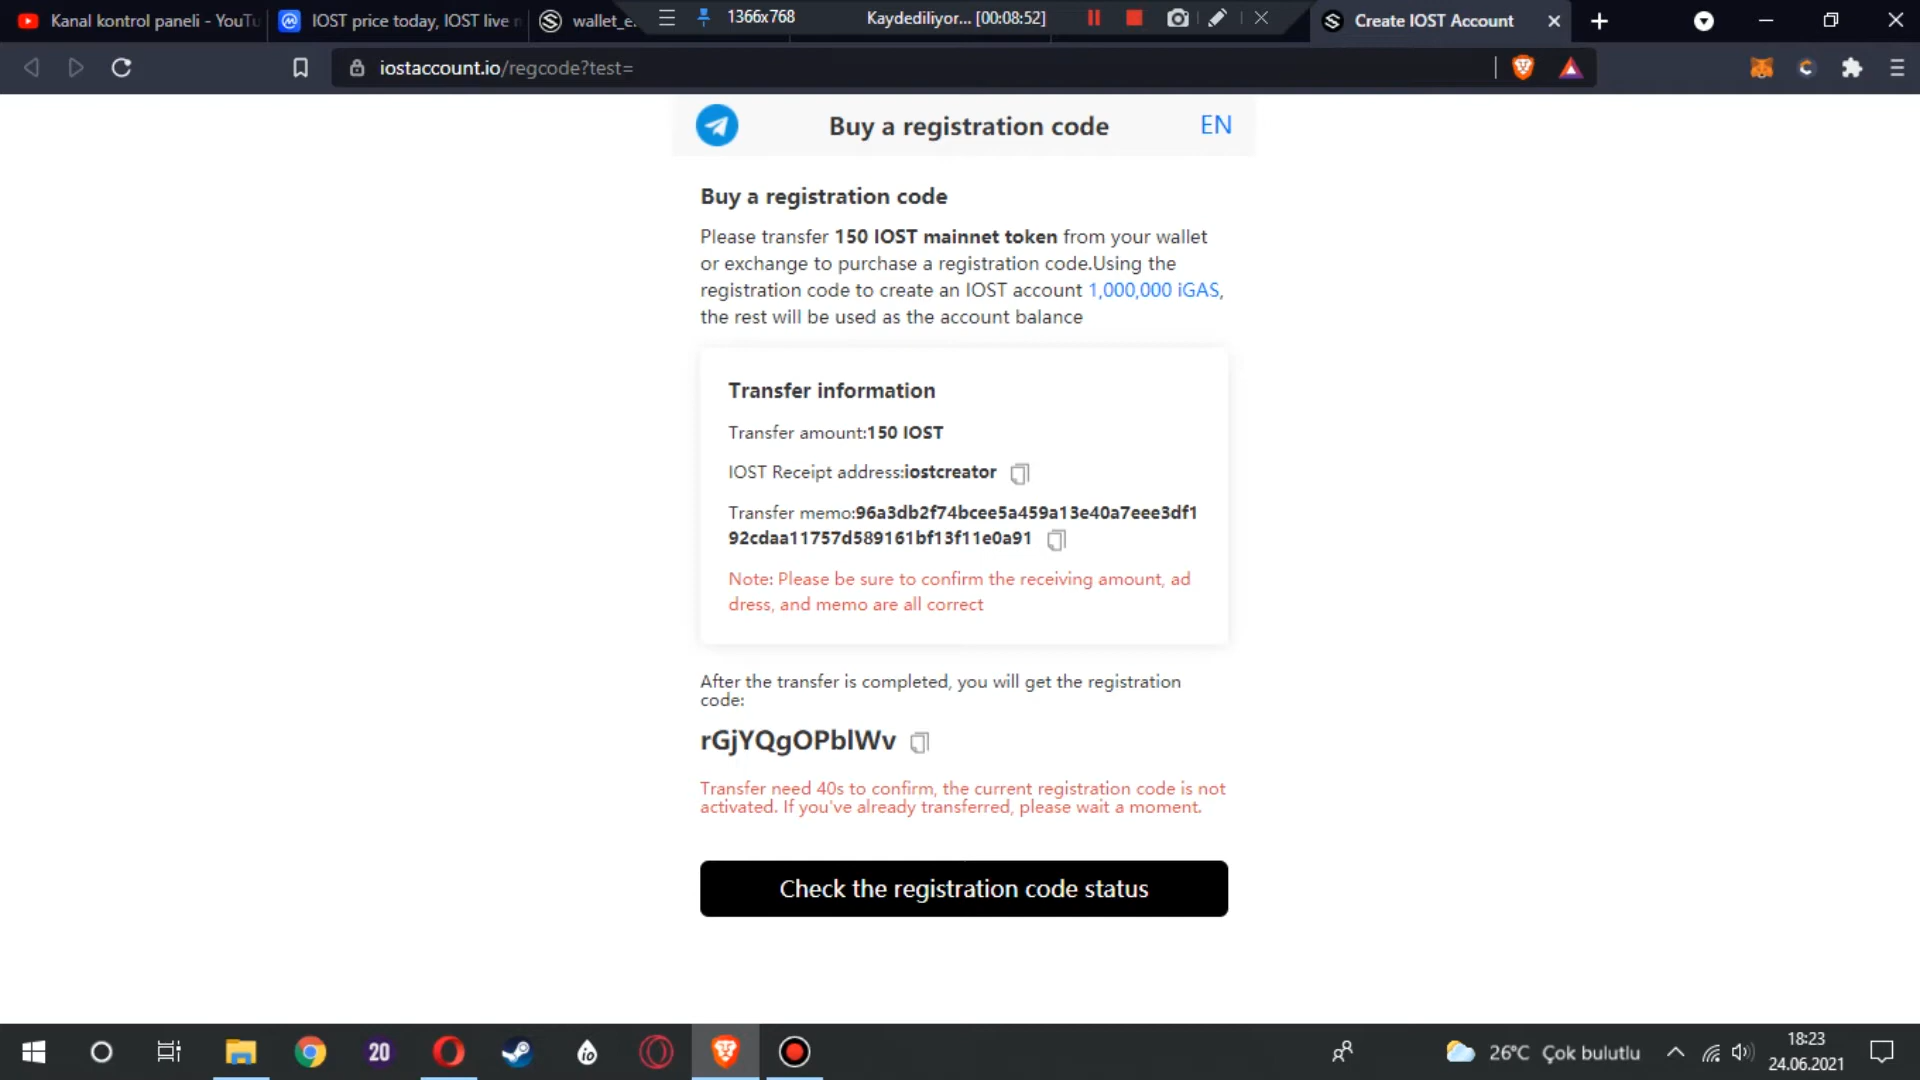 Kanal kontrol paneli - YouTu
IOST price today, IOST live m
wallet_e.
1366x768
Kaydediliyor... [00:08:52]
Create IOST Account
iostaccount.io/regcode?test=
Buy a registration code
EN
Buy a registration code
Please transfer 150 IOST mainnet token from your wallet
or exchange to purchase a registration code.Using the
registration code to create an IOST account 1,000,000 iGAS,
the rest will be used as the account balance
Transfer information
Transfer amount:150 IOST
IOST Receipt address:iostcreator
Transfer memo:96a3db2f74bcee5a459a13e40a7eee3df1
92cdaa11757d589161bf13f11e0a91
Note: Please be sure to confirm the receiving amount, ad
dress, and memo are all correct
After the transfer is completed, you will get the registration
code:
rGjYQgOPblWv
Transfer need 40s to confirm, the current registration code is not
activated. If you've already transferred, please wait a moment.
Check the registration code status
20
io
26°C Çok bulutlu
18:23
24.06.2021